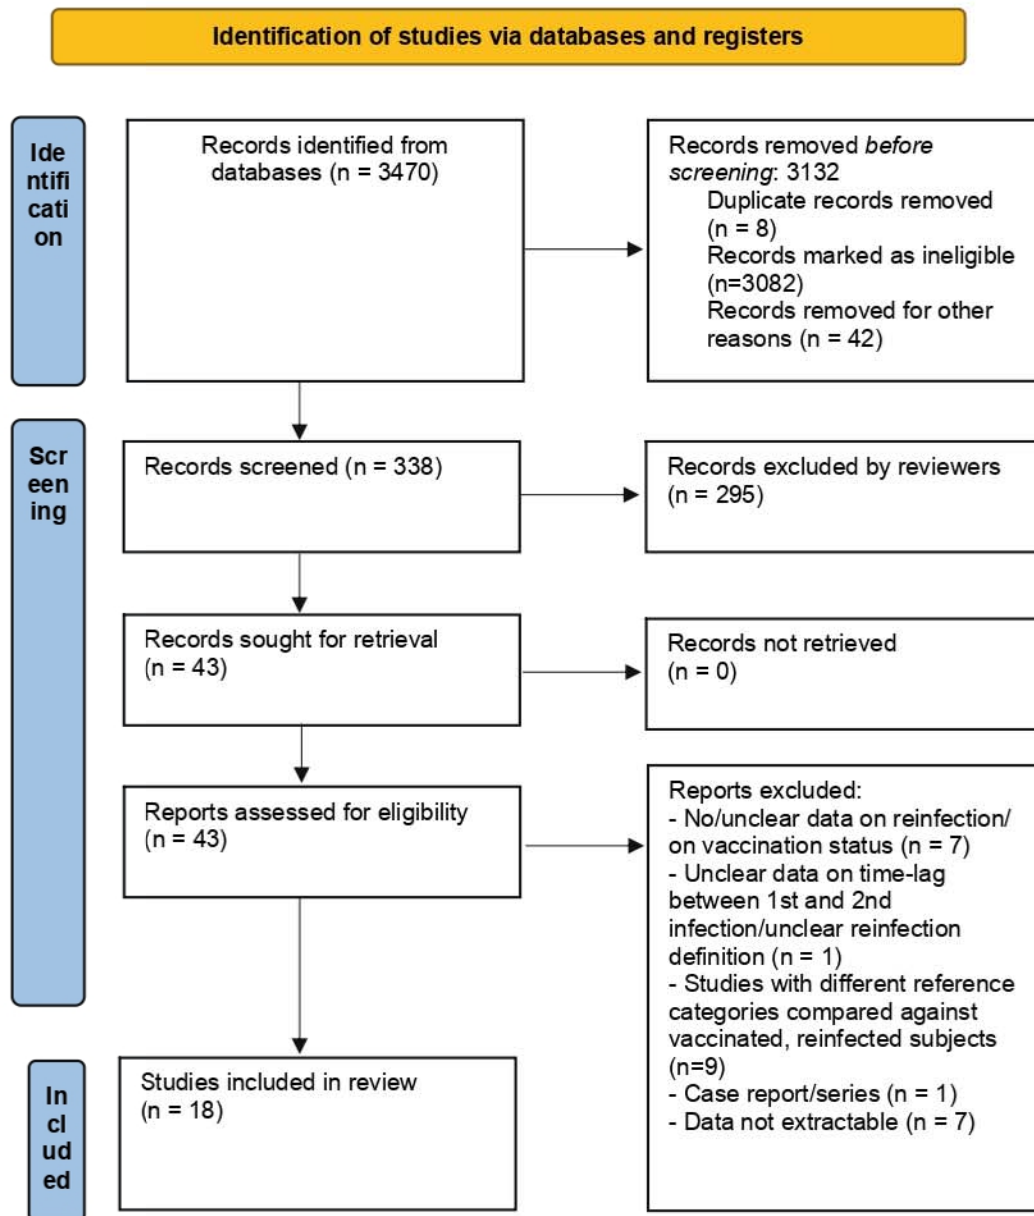 Identification of studies via databases and registers
Ide
ntifi
cati
on
Records identified from
databases (n = 3470)
Records removed before
screening: 3132
Duplicate records removed
(n = 8)
Records marked as ineligible
(n=3082)
Records removed for other
reasons (n = 42)
Scr
een
ing
Records screened (n = 338)
Records excluded by reviewers
(n = 295)
Records sought for retrieval
(n = 43)
Records not retrieved
(n = 0)
Reports assessed for eligibility
(n = 43)
Reports excluded:
- No/unclear data on reinfection/
on vaccination status (n = 7)
- Unclear data on time-lag
between 1st and 2nd
infection/unclear reinfection
definition (n = 1)
- Studies with different reference
categories compared against
vaccinated, reinfected subjects
(n=9)
- Case report/series (n = 1)
- Data not extractable (n = 7)
In
cl
ud
ed
Studies included in review
(n = 18)